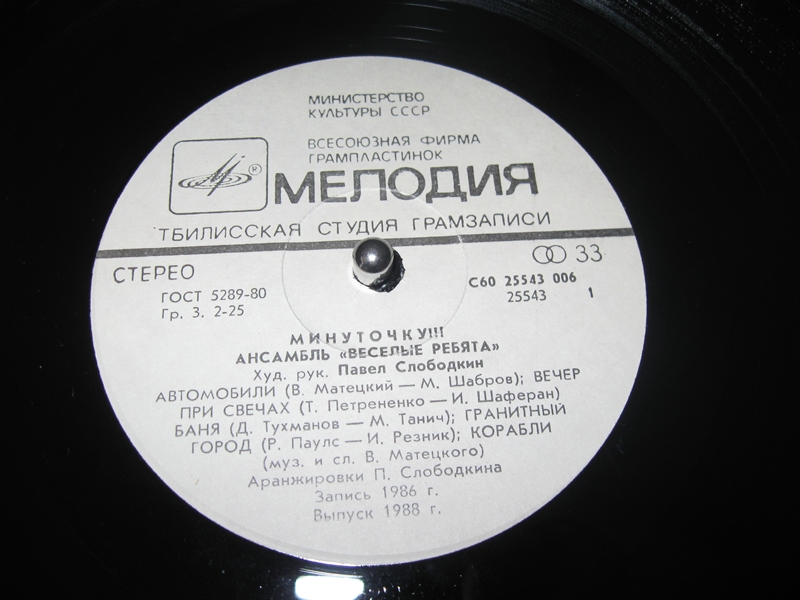 МИНИСТЕРСТВО
КУЛЬТУРЫ СССР
ВСЕСОЮЗНАЯ ФИРМА
ГРАМПЛАСТИНОК
®
МЕЛОДИЯ
ТБИЛИССКАЯ СТУДИЯ ГРАМЗАПИСИ
СТЕРЕО
33
ГОСТ 5289-80
Гр. 3. 2-25
С60 25543 006
25543 1
МИНУТОЧКУ!!!
АНСАМБЛЬ «ВЕСЕЛЫЕ РЕБЯТА»
Худ. рук. Павел Слободкин
АВТОМОБИЛИ (В. Матецкий — М. Шабров); ВЕЧЕР
ПРИ СВЕЧАХ (Т. Петрененко — И. Шаферан)
БАНЯ (Д. Тухманов — М. Танич); ГРАНИТНЫЙ
ГОРОД (Р. Паулс — И. Резник); КОРАБЛИ
(муз. и сл. В. Матецкого)
Аранжировки П. Слободкина
Запись 1986 г.
Выпуск 1988 г.